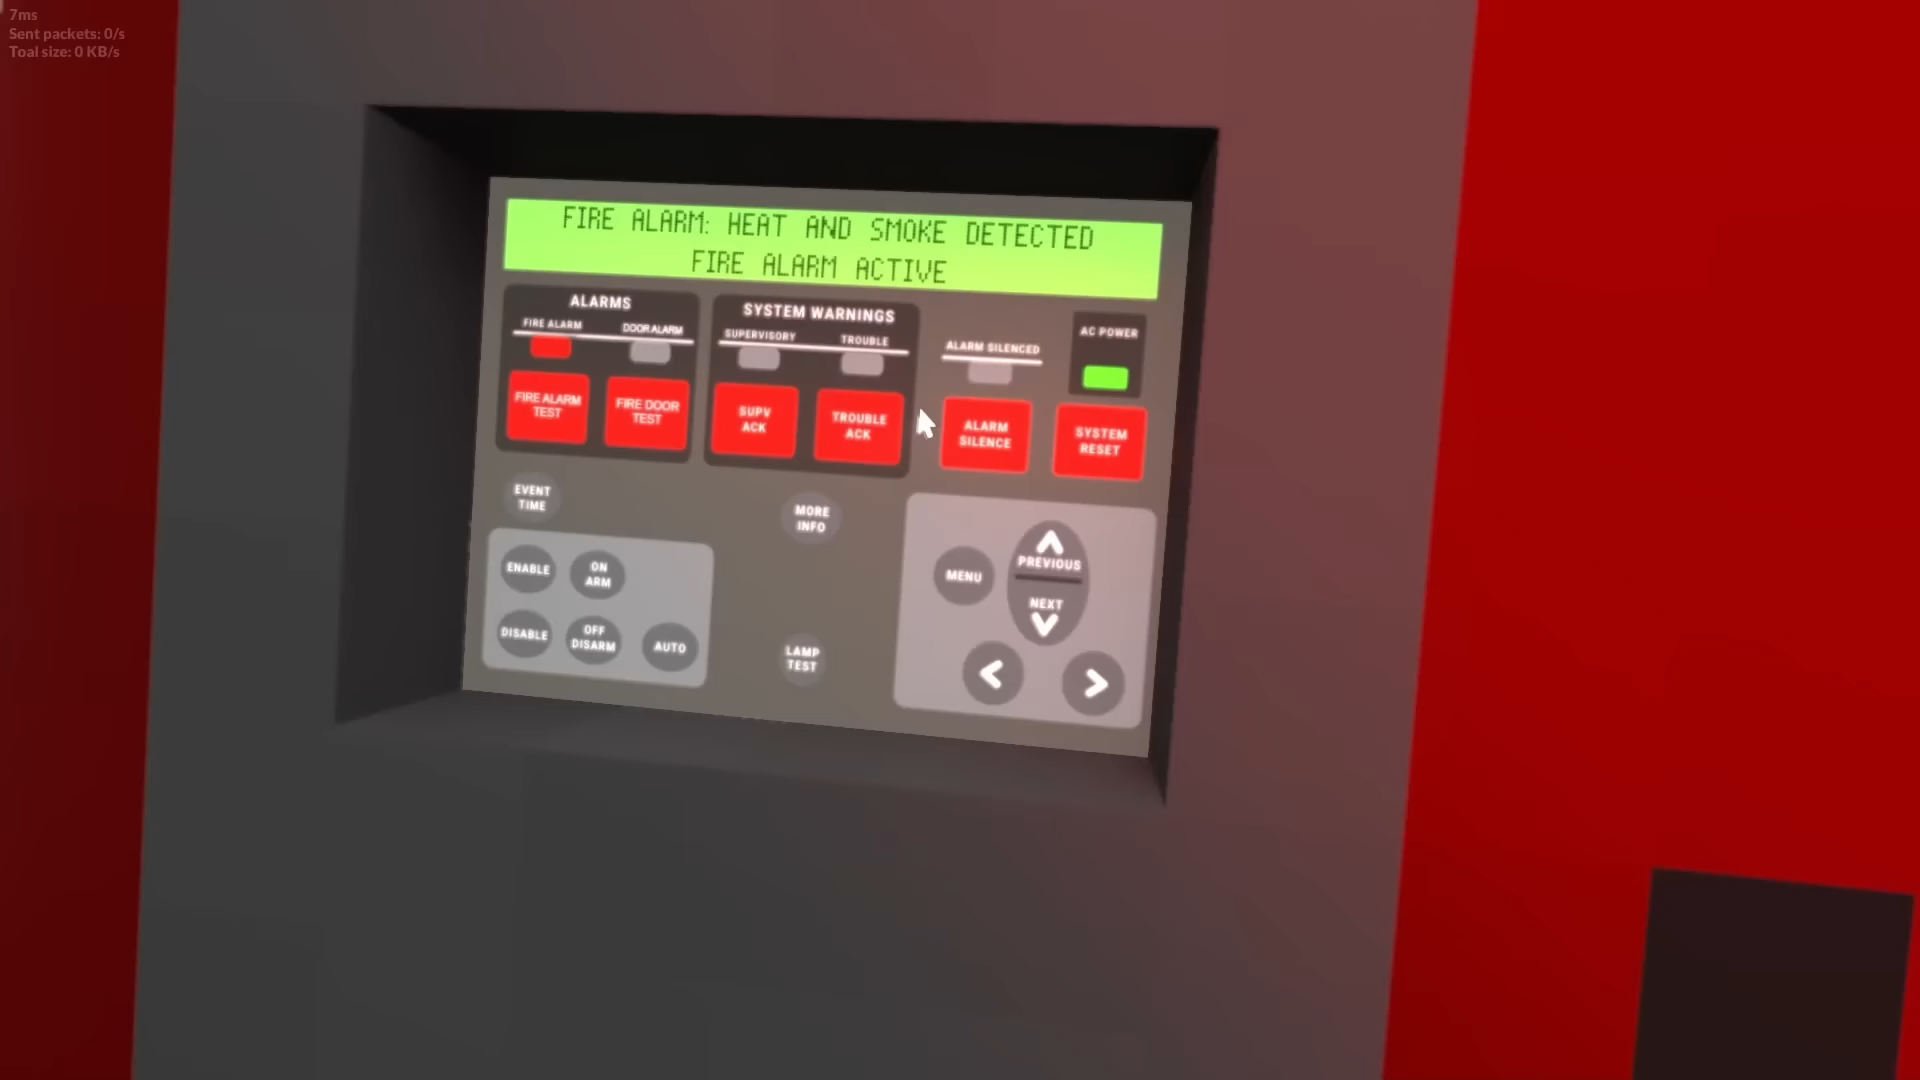 7ms
Sent packets: 0/s
Toal size: 0 KB/s
FIRE ALARM: HEAT AND SMOKE DETECTED
FIRE ALARM ACTIVE
ALARMS
FIRE ALARM
DOOR ALARM
SYSTEM WARNINGS
SUPERVISORY
TROUBLE
ALARM SILENCED
AC POWER
FIRE ALARM
TEST
FIRE DOOR
TEST
SUPV
ACK
TROUBLE
ACK
ALARM
SILENCE
SYSTEM
RESET
EVENT
TIME
MORE
INFO
ENABLE
ON
ARM
DISABLE
OFF
DISARM
AUTO
LAMP
TEST
MENU
PREVIOUS
NEXT